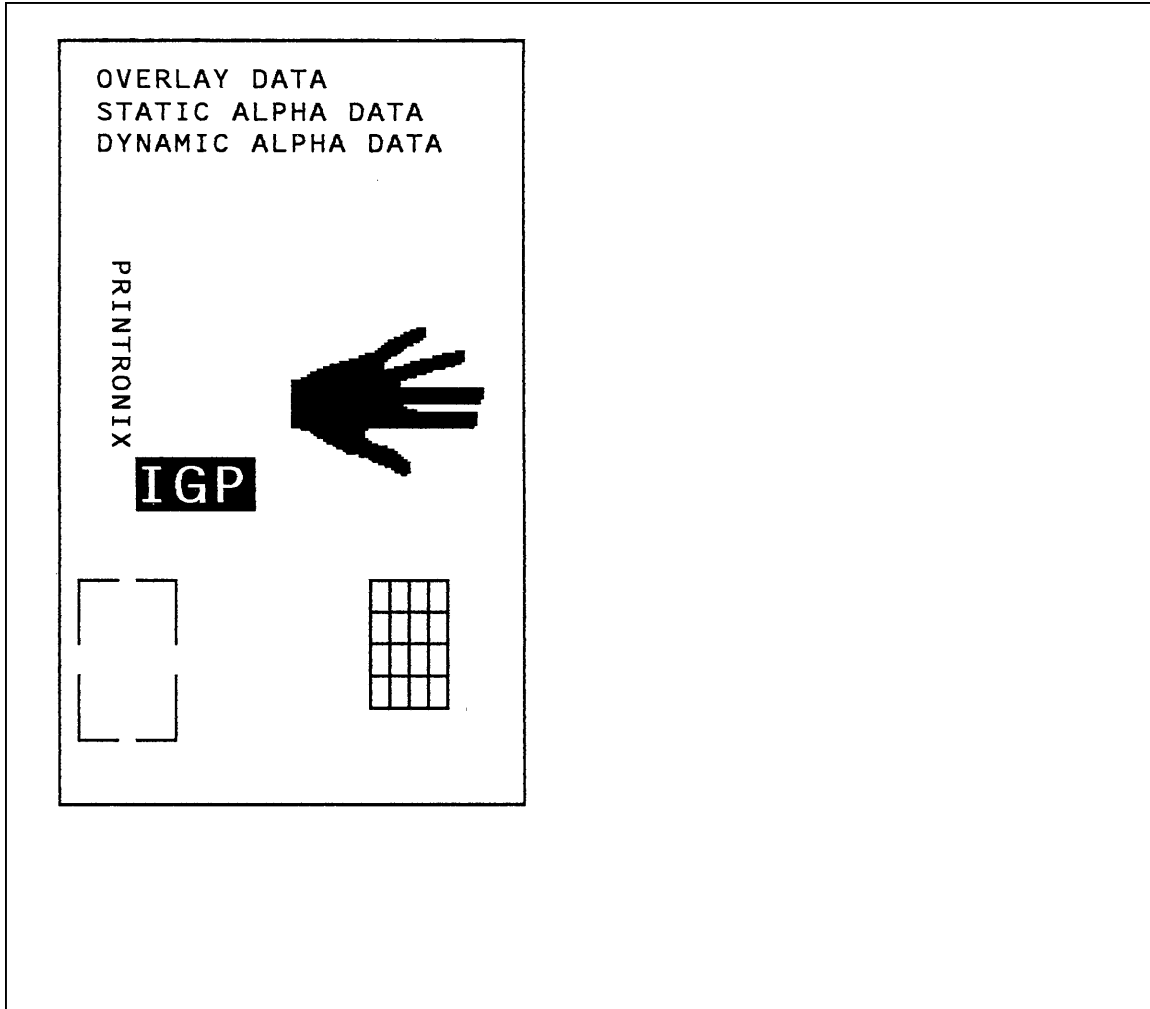 OVERLAY DATA
STATIC ALPHA DATA
DYNAMIC ALPHA DATA
PRINTRONIX
IGP